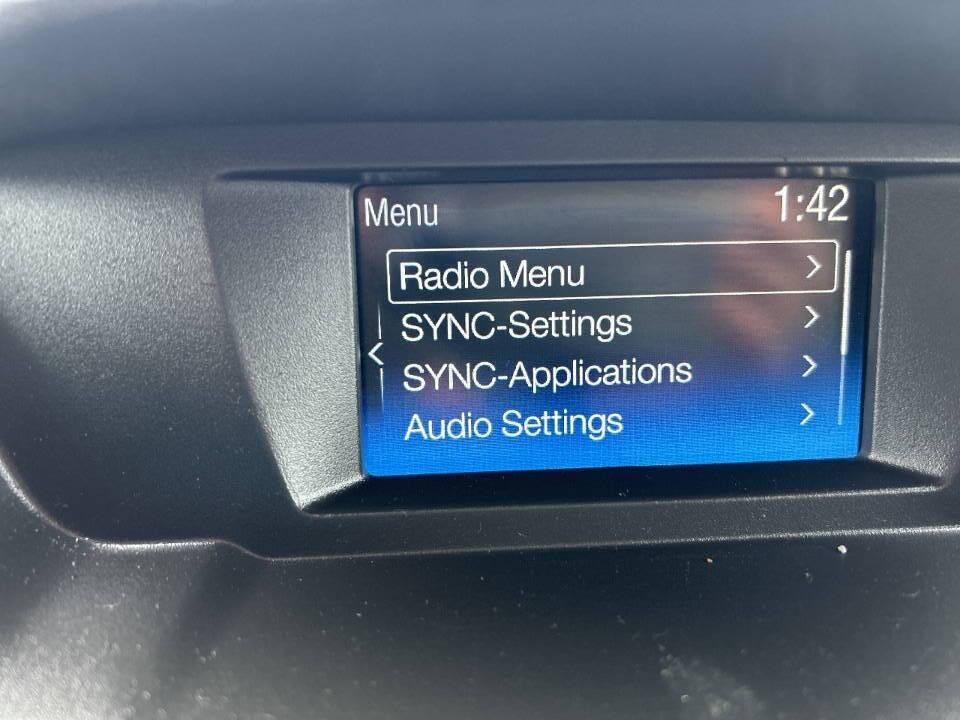 Menu 1:42
Radio Menu >
SYNC-Settings >
SYNC-Applications >
Audio Settings >